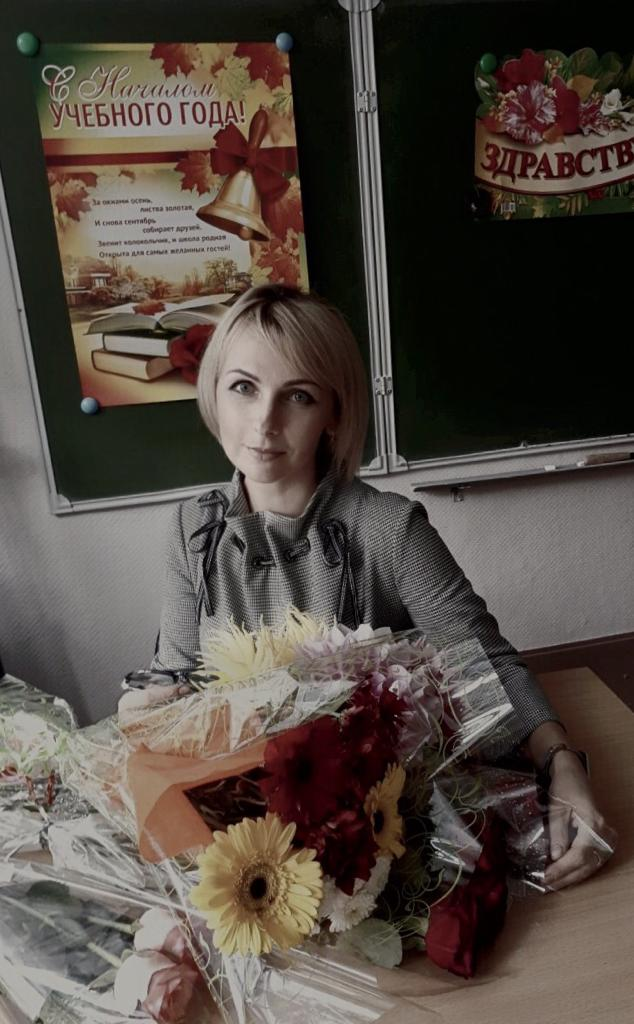 С Началом
УЧЕБНОГО ГОДА!
За окнами осень,
листва золотая,
И снова сентябрь
собирает друзей.
Звенит колокольчик, и школа родная
Открыта для самых желанных гостей!
ЗДРАВСТВ